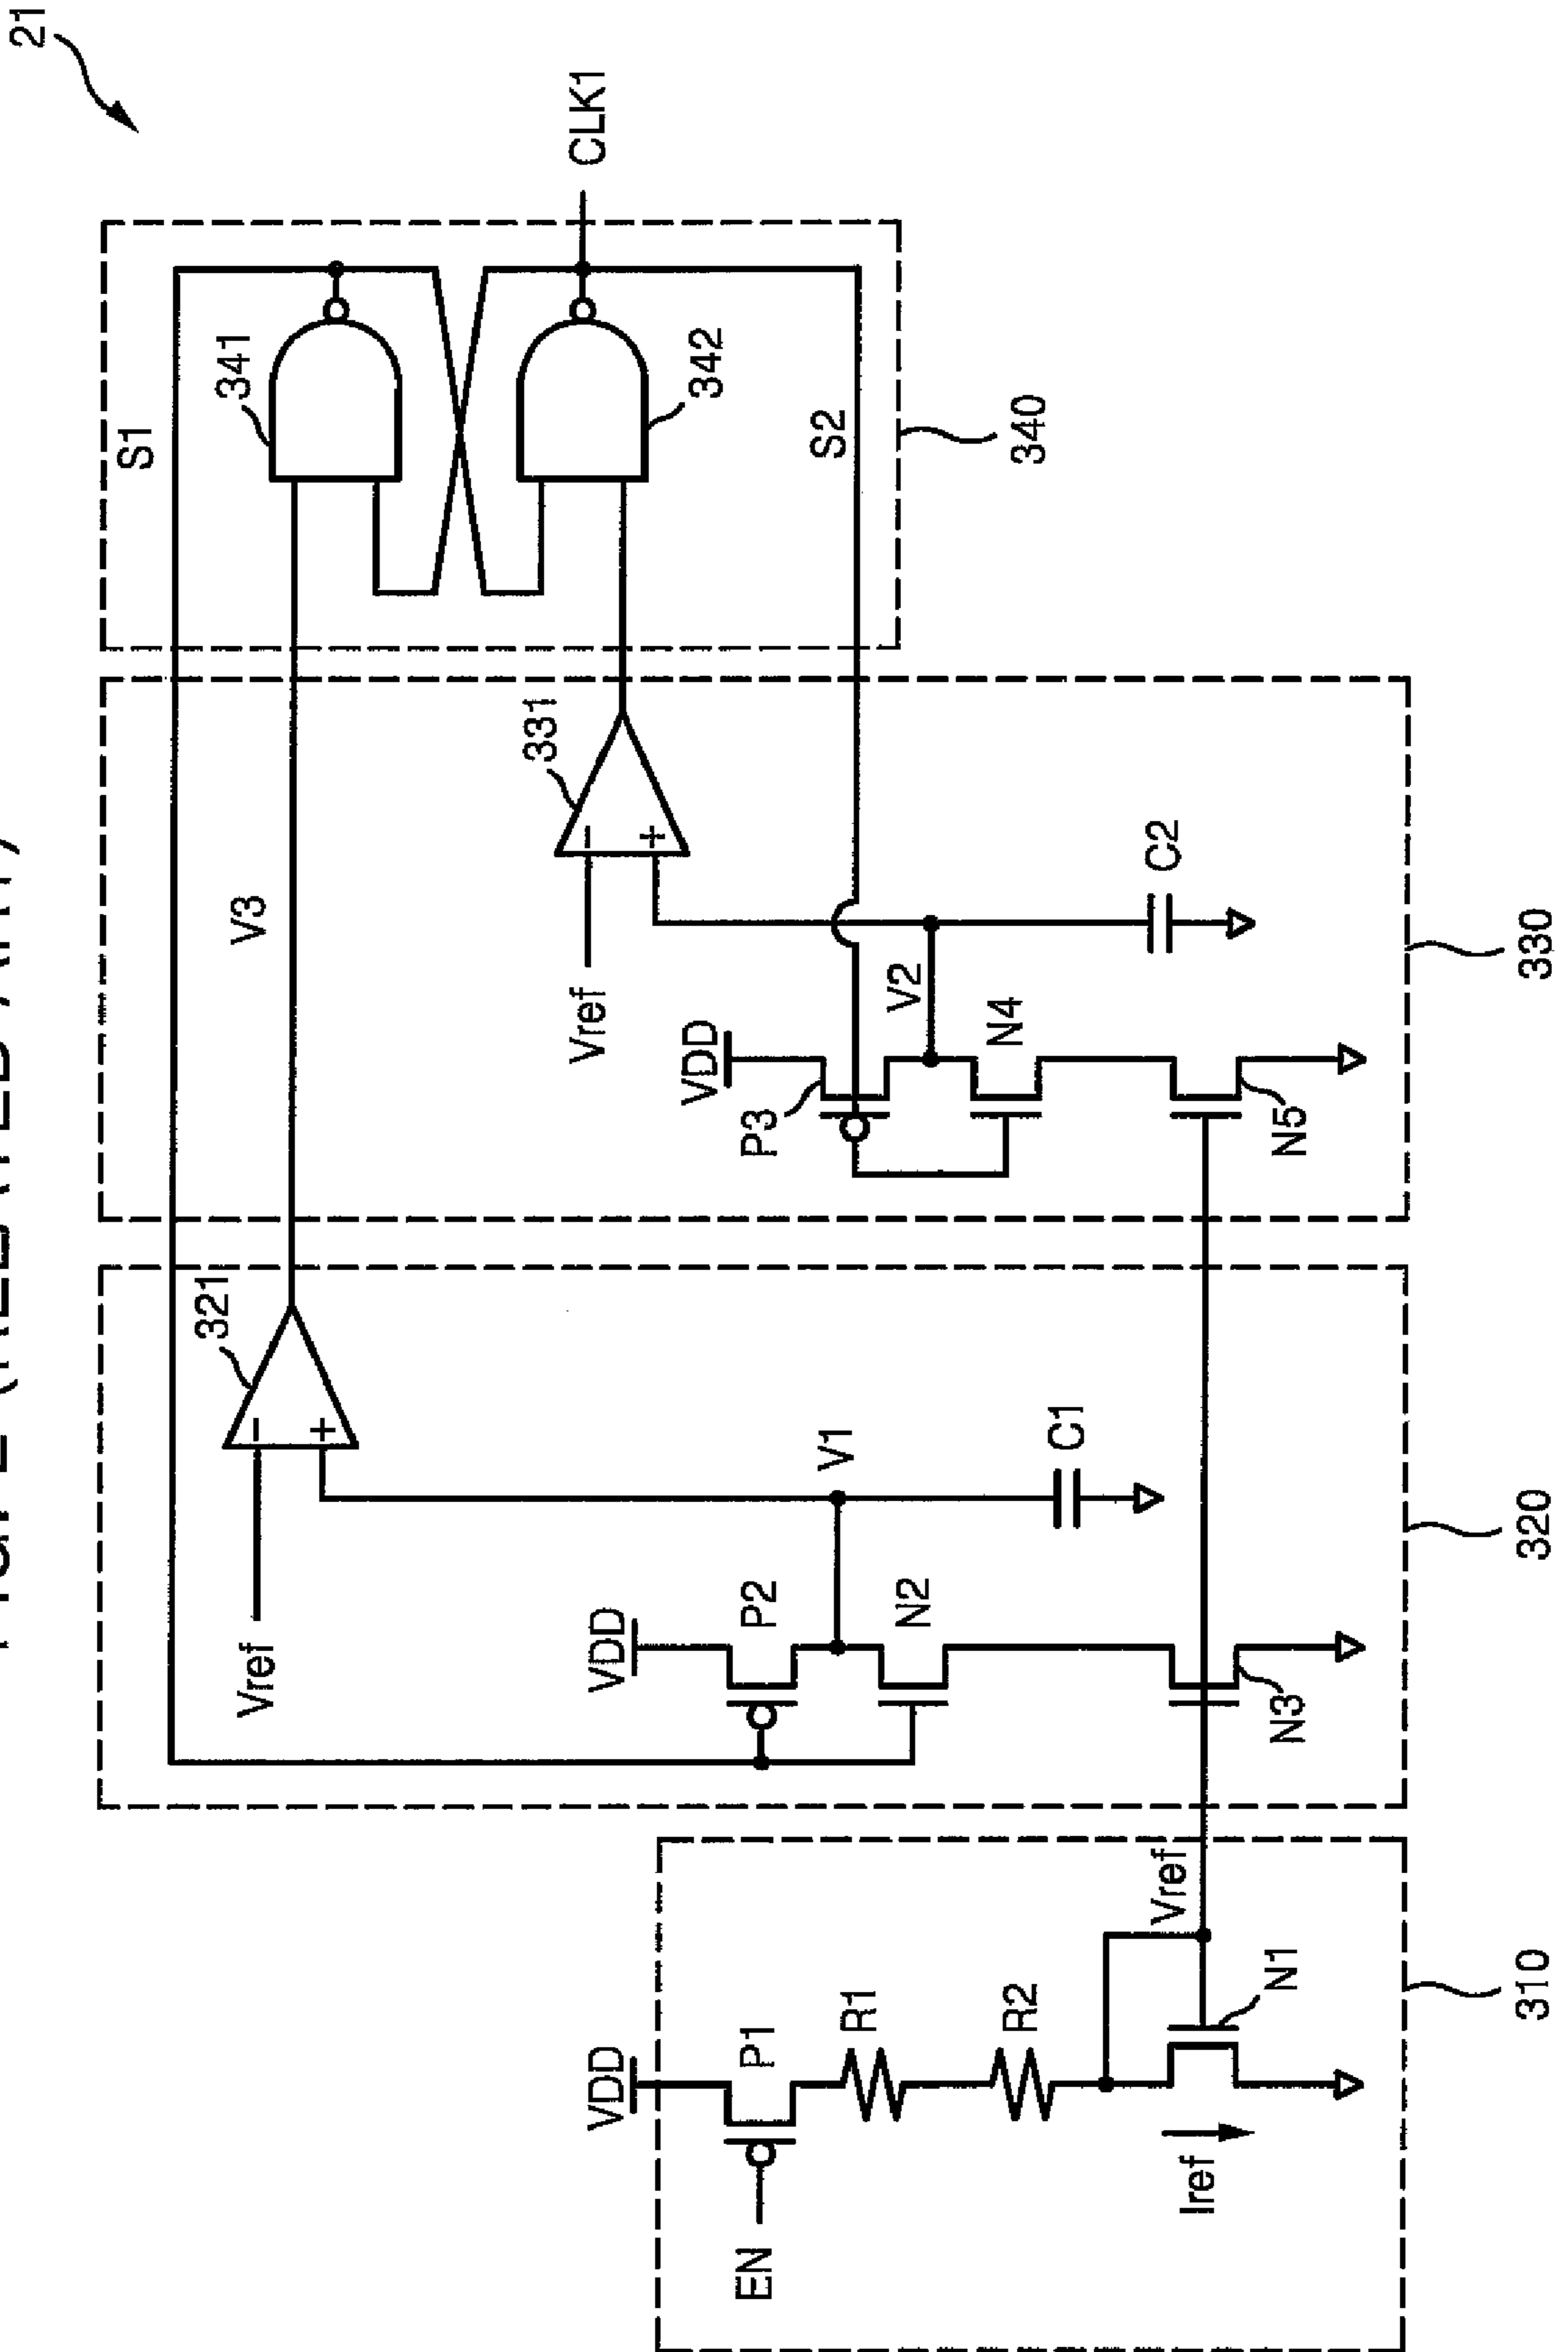 21
S1
341
342
CLK1
S2
340
V3
331
Vref
V2
C2
VDD
P3
N4
N5
330
321
Vref
V1
C1
VDD
P2
N2
N3
320
VDD
P1
R1
R2
Vref
EN
Iref
N1
310